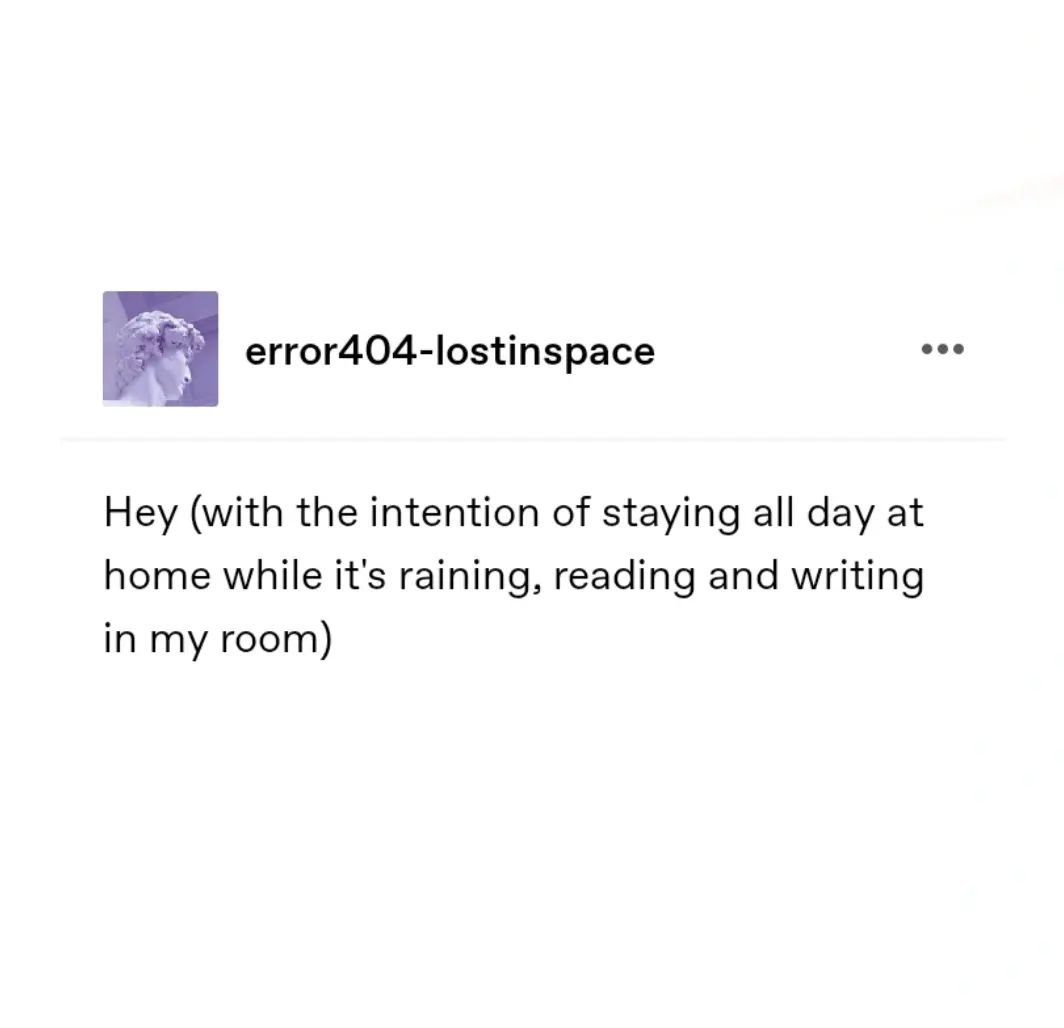 error404-lostinspace
Hey (with the intention of staying all day at
home while it's raining, reading and writing
in my room)